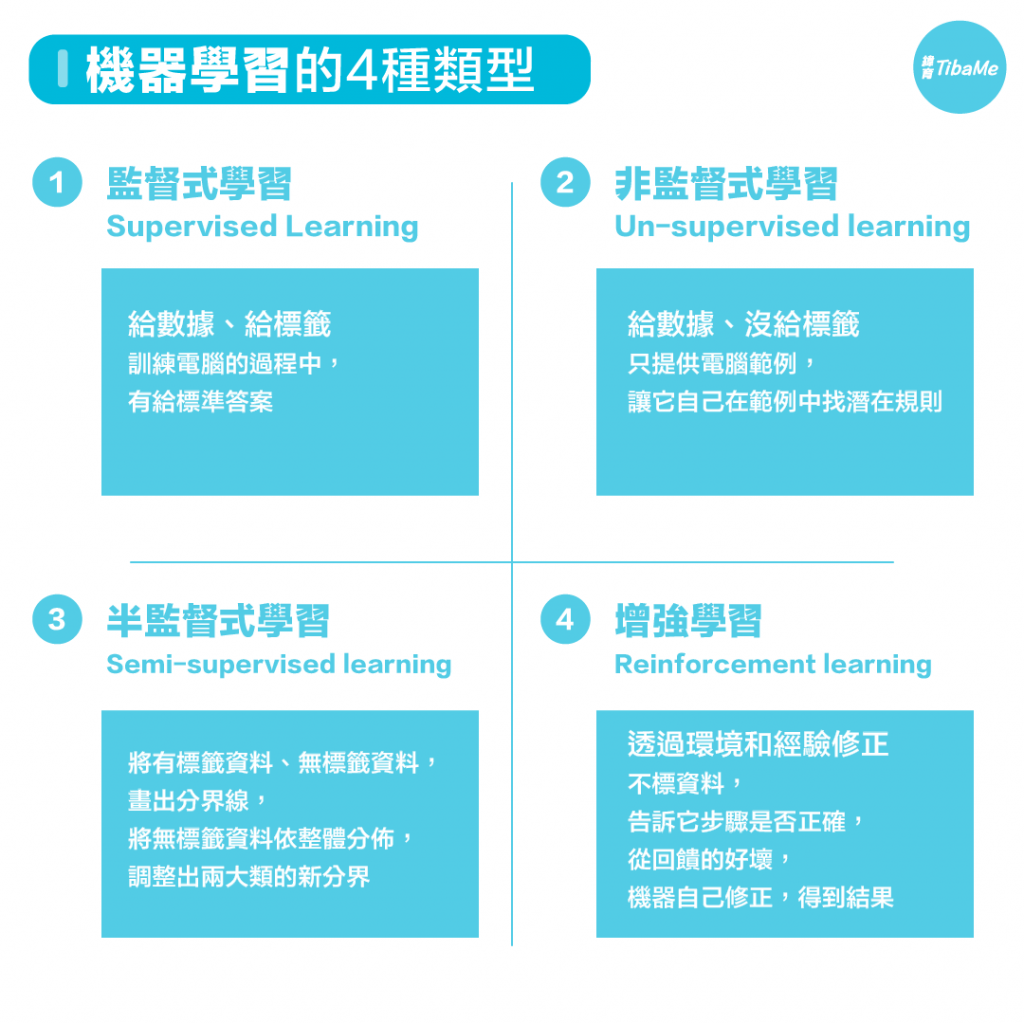 機器學習的4種類型
緯育 TibaMe
1 監督式學習
Supervised Learning
給數據、給標籤
訓練電腦的過程中，
有給標準答案
2 非監督式學習
Un-supervised learning
給數據、沒給標籤
只提供電腦範例，
讓它自己在範例中找潛在規則
3 半監督式學習
Semi-supervised learning
將有標籤資料、無標籤資料，
畫出分界線，
將無標籤資料依整體分佈，
調整出兩大類的新分界
4 增強學習
Reinforcement learning
透過環境和經驗修正
不標資料，
告訴它步驟是否正確，
從回饋的好壞，
機器自己修正，得到結果